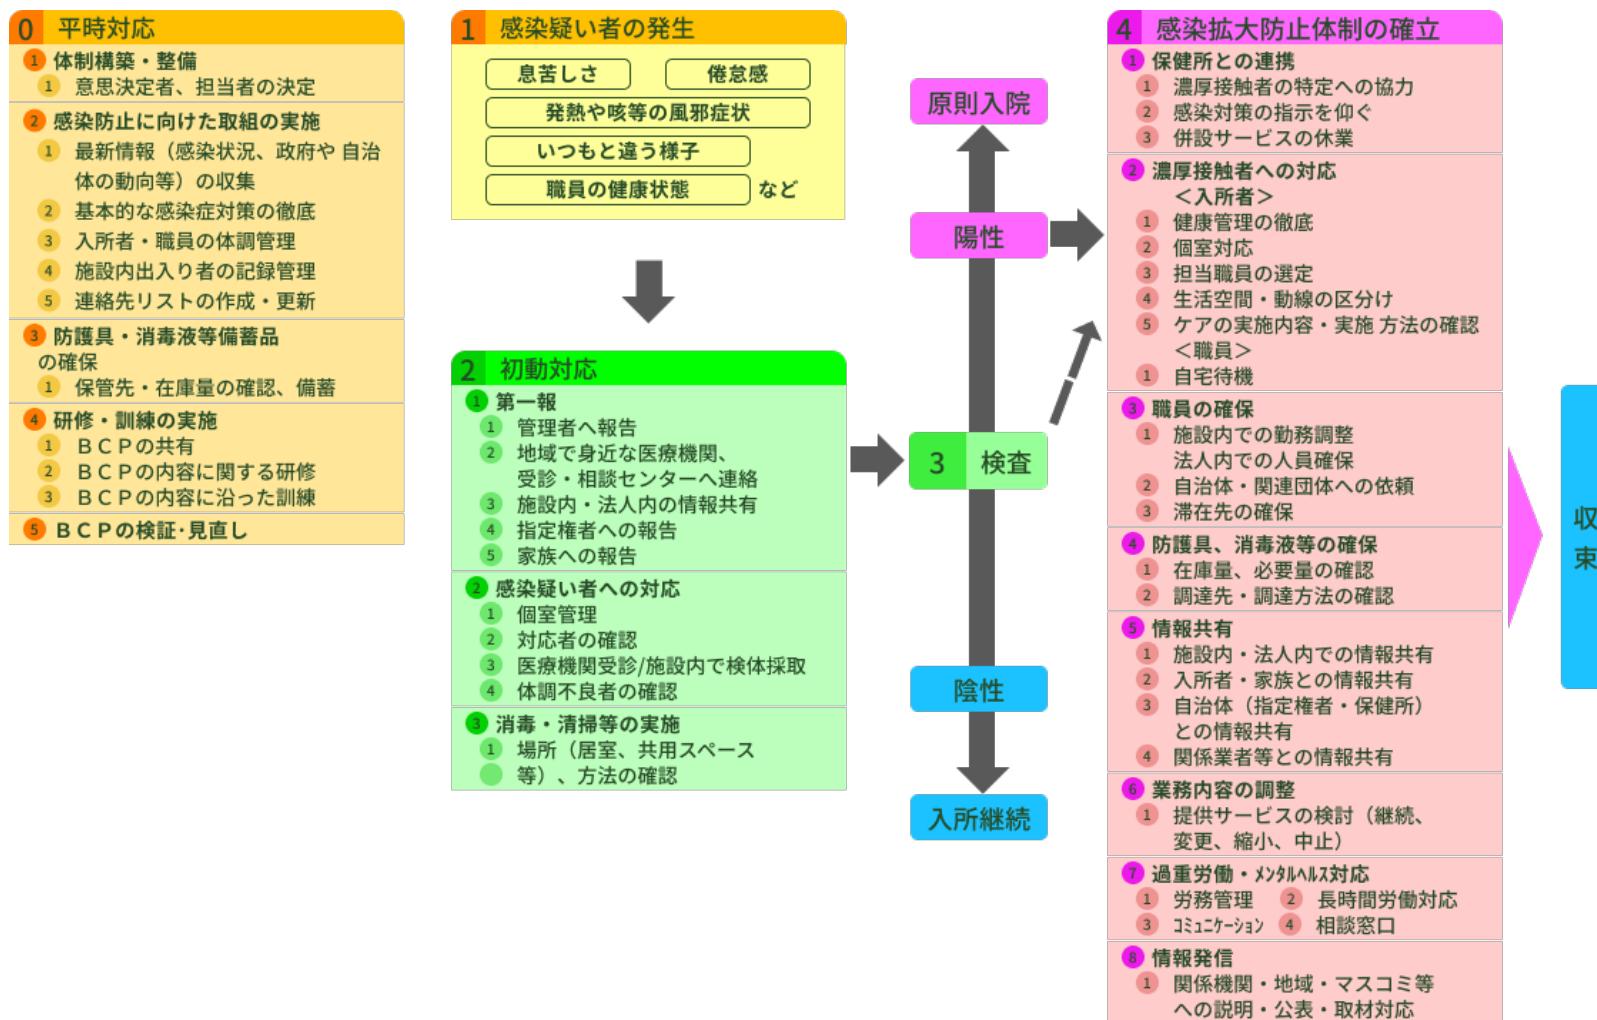 0 平時対応
1 体制構築・整備
1 意思決定者、担当者の決定
2 感染防止に向けた取組の実施
1 最新情報（感染状況、政府や 自治
体の動向等）の収集
2 基本的な感染症対策の徹底
3 入所者・職員の体調管理
4 施設内出入り者の記録管理
5 連絡先リストの作成・更新
3 防護具・消毒液等備蓄品
の確保
1 保管先・在庫量の確認、備蓄
4 研修・訓練の実施
1 ＢＣＰの共有
2 ＢＣＰの内容に関する研修
3 ＢＣＰの内容に沿った訓練
5 ＢＣＰの検証･見直し
1 感染疑い者の発生
息苦しさ 倦怠感
発熱や咳等の風邪症状
いつもと違う様子
職員の健康状態 など
2 初動対応
1 第一報
1 管理者へ報告
2 地域で身近な医療機関、
受診・相談センターへ連絡
3 施設内・法人内の情報共有
4 指定権者への報告
5 家族への報告
2 感染疑い者への対応
1 個室管理
2 対応者の確認
3 医療機関受診/施設内で検体採取
4 体調不良者の確認
3 消毒・清掃等の実施
1 場所（居室、共用スペース
等）、方法の確認
原則入院
陽性
3 検査
陰性
入所継続
4 感染拡大防止体制の確立
1 保健所との連携
1 濃厚接触者の特定への協力
2 感染対策の指示を仰ぐ
3 併設サービスの休業
2 濃厚接触者への対応
＜入所者＞
1 健康管理の徹底
2 個室対応
3 担当職員の選定
4 生活空間・動線の区分け
5 ケアの実施内容・実施 方法の確認
＜職員＞
1 自宅待機
3 職員の確保
1 施設内での勤務調整
法人内での人員確保
2 自治体・関連団体への依頼
3 滞在先の確保
4 防護具、消毒液等の確保
1 在庫量、必要量の確認
2 調達先・調達方法の確認
5 情報共有
1 施設内・法人内での情報共有
2 入所者・家族との情報共有
3 自治体（指定権者・保健所）
との情報共有
4 関係業者等との情報共有
6 業務内容の調整
1 提供サービスの検討（継続、
変更、縮小、中止）
7 過重労働・ﾒﾝﾀﾙﾍﾙｽ対応
1 労務管理 2 長時間労働対応
3 ｺﾐｭﾆｹｰｼｮﾝ 4 相談窓口
8 情報発信
1 関係機関・地域・マスコミ等
への説明・公表・取材対応
収
束